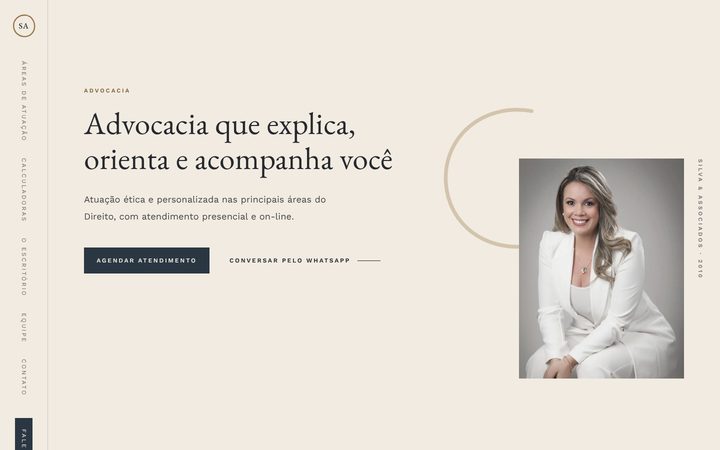 SA
ÁREAS DE ATUAÇÃO
CALCULADORAS
O ESCRITÓRIO
EQUIPE
CONTATO
FALE
ADVOCACIA
Advocacia que explica,
orienta e acompanha você
Atuação ética e personalizada nas principais áreas do
Direito, com atendimento presencial e on-line.
AGENDAR ATENDIMENTO
CONVERSAR PELO WHATSAPP
SILVA & ASSOCIADOS · 2010